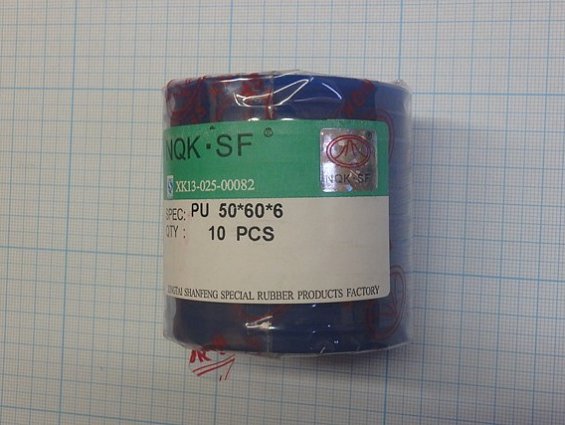 NQK·SF ®
NQK·SF
XK13-025-00082
SPEC: PU 50*60*6
QTY : 10 PCS
XINGTAI SHANFENG SPECIAL RUBBER PRODUCTS FACTORY